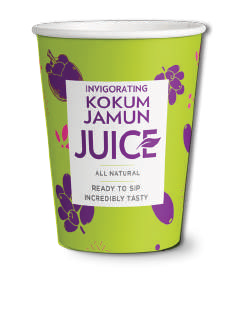 INVIGORATING
KOKUM
JAMUN
JUICE
ALL NATURAL
READY TO SIP
INCREDIBLY TASTY